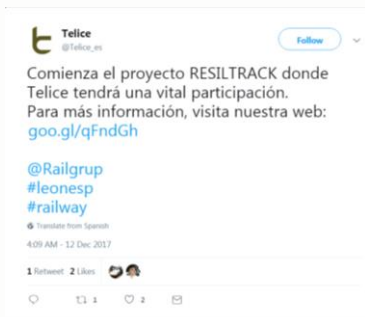 Telice
@Telice_es
Follow
Comienza el proyecto RESILTRACK donde
Telice tendrá una vital participación.
Para más información, visita nuestra web:
goo.gl/qFndGh
@Railgrup
#leonesp
#railway
Translate from Spanish
4:09 AM - 12 Dec 2017
1 Retweet 2 Likes
1 2